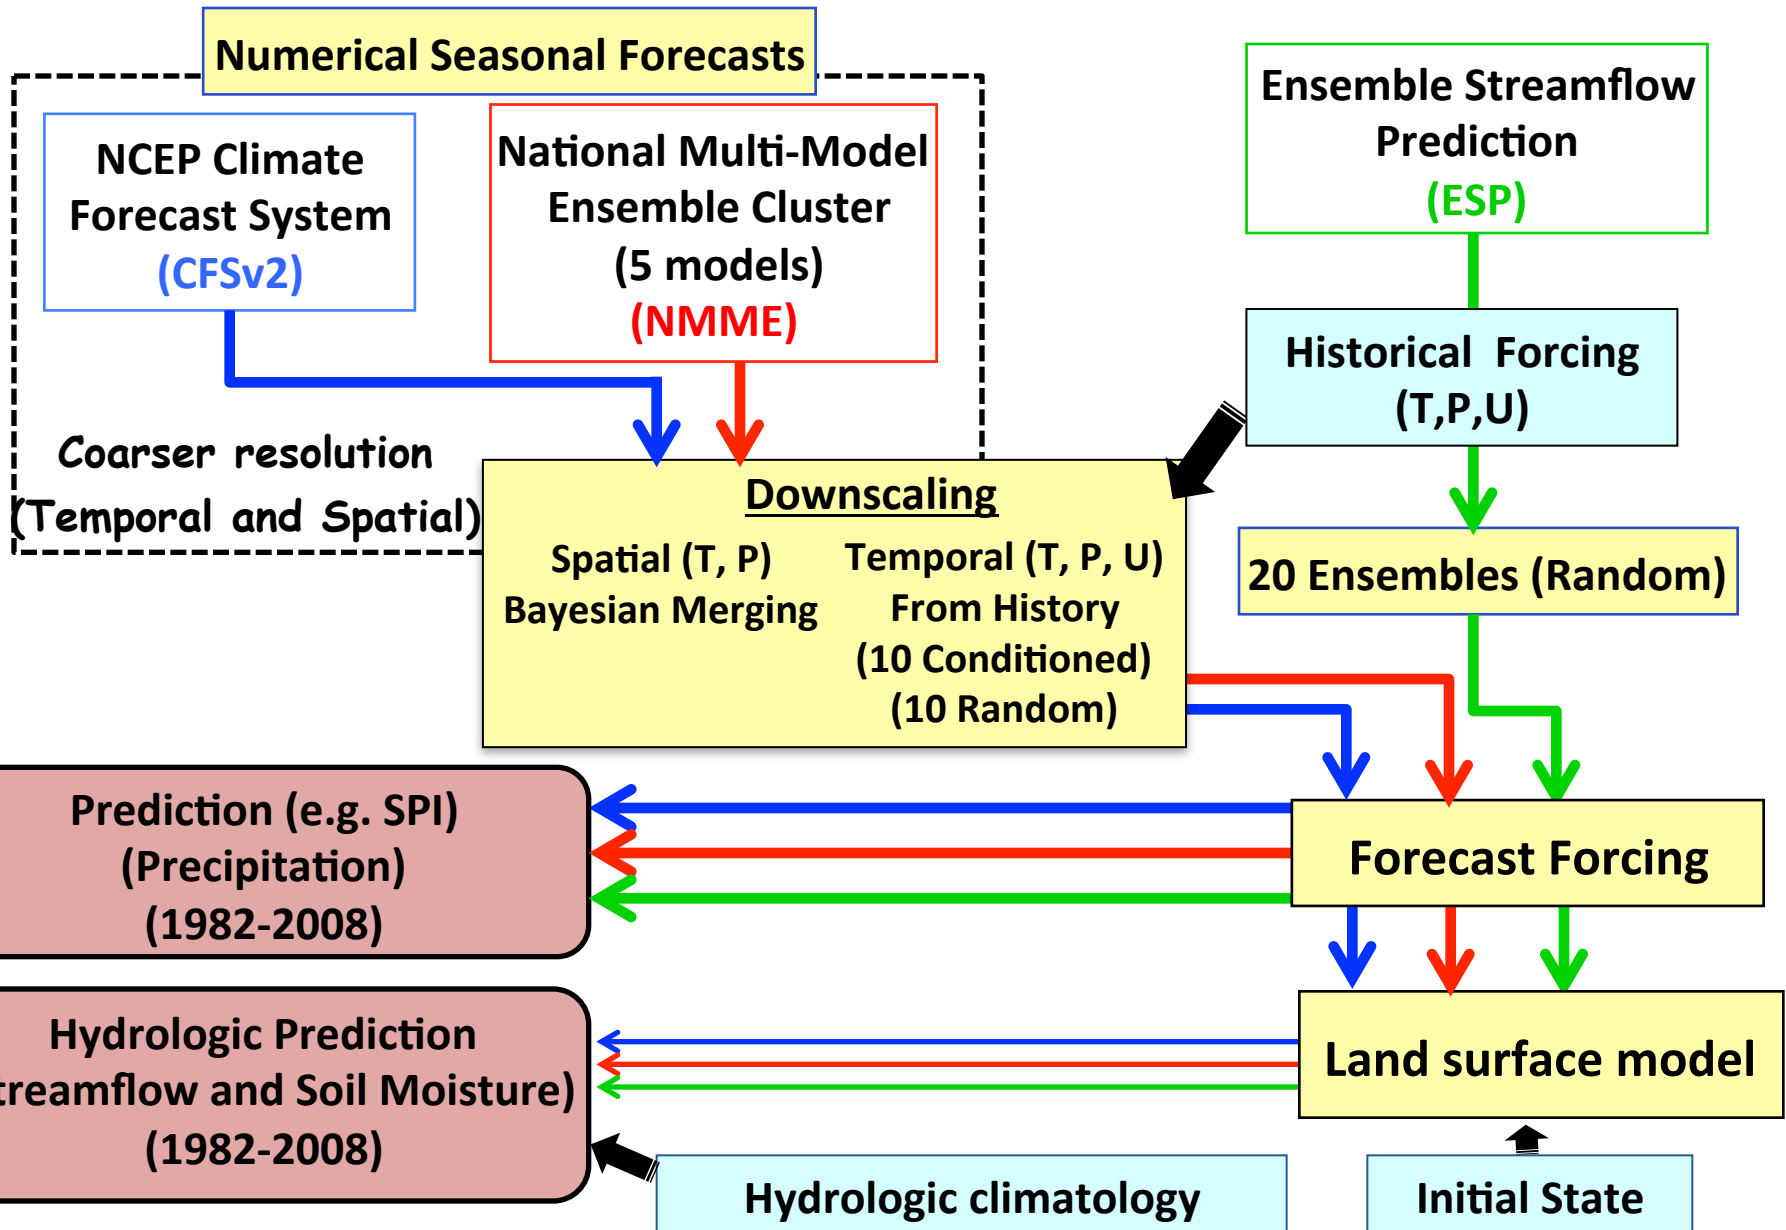 Numerical Seasonal Forecasts
NCEP Climate
Forecast System
(CFSv2)
National Multi-Model
Ensemble Cluster
(5 models)
(NMME)
Coarser resolution
(Temporal and Spatial)
Ensemble Streamflow
Prediction
(ESP)
Historical Forcing
(T,P,U)
Downscaling
Spatial (T, P)
Bayesian Merging
Temporal (T, P, U)
From History
(10 Conditioned)
(10 Random)
20 Ensembles (Random)
Forecast Forcing
Prediction (e.g. SPI)
(Precipitation)
(1982-2008)
Land surface model
Hydrologic Prediction
treamflow and Soil Moisture)
(1982-2008)
Hydrologic climatology
Initial State